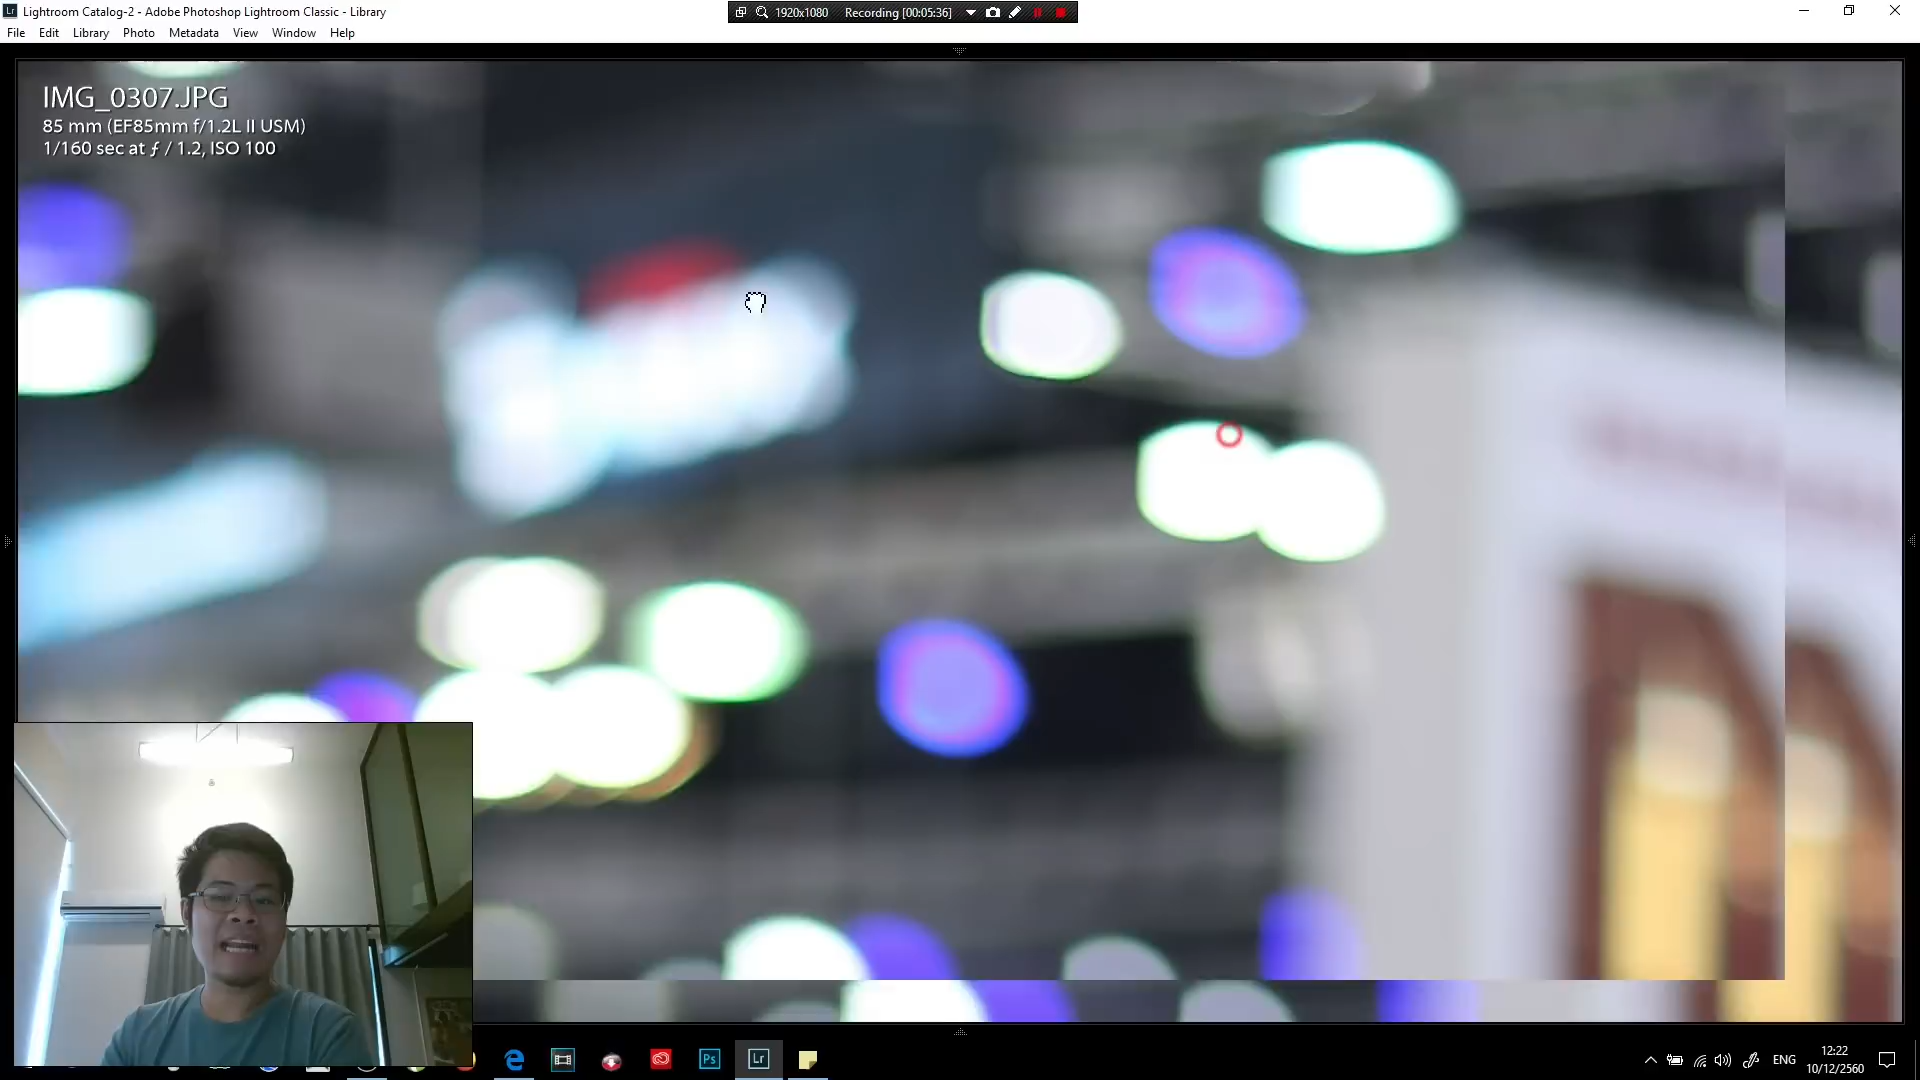 Lr Lightroom Catalog-2 - Adobe Photoshop Lightroom Classic - Library
1920x1080 Recording [00:05:36]
File Edit Library Photo Metadata View Window Help
IMG_0307.JPG
85 mm (EF85mm f/1.2L II USM)
1/160 sec at ƒ / 1.2, ISO 100
Ps Lr ENG 12:22
10/12/2560